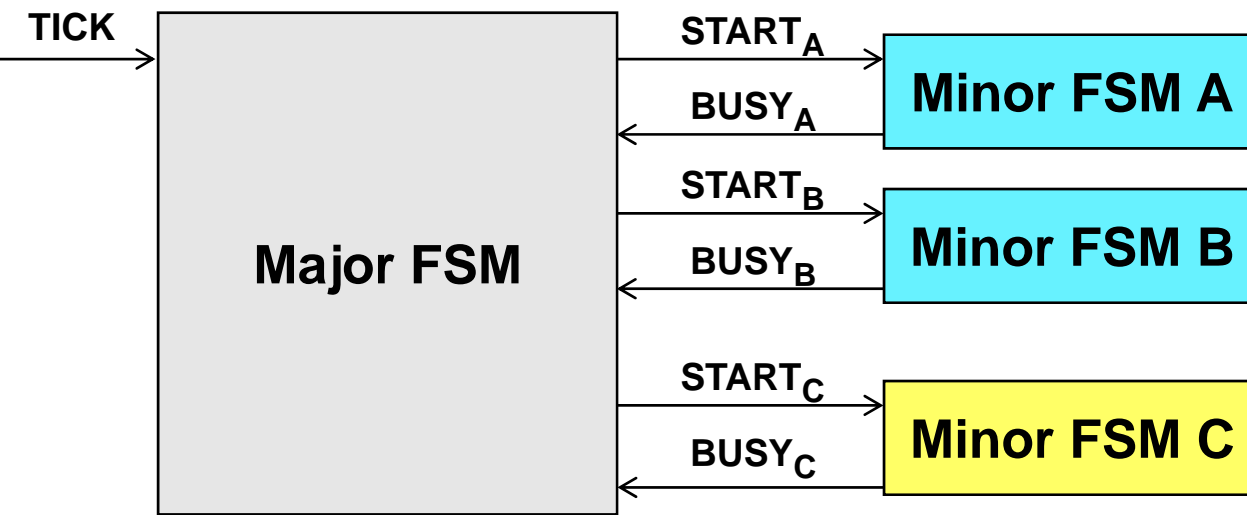 TICK
Major FSM
START_A
BUSY_A
START_B
BUSY_B
START_C
BUSY_C
Minor FSM A
Minor FSM B
Minor FSM C